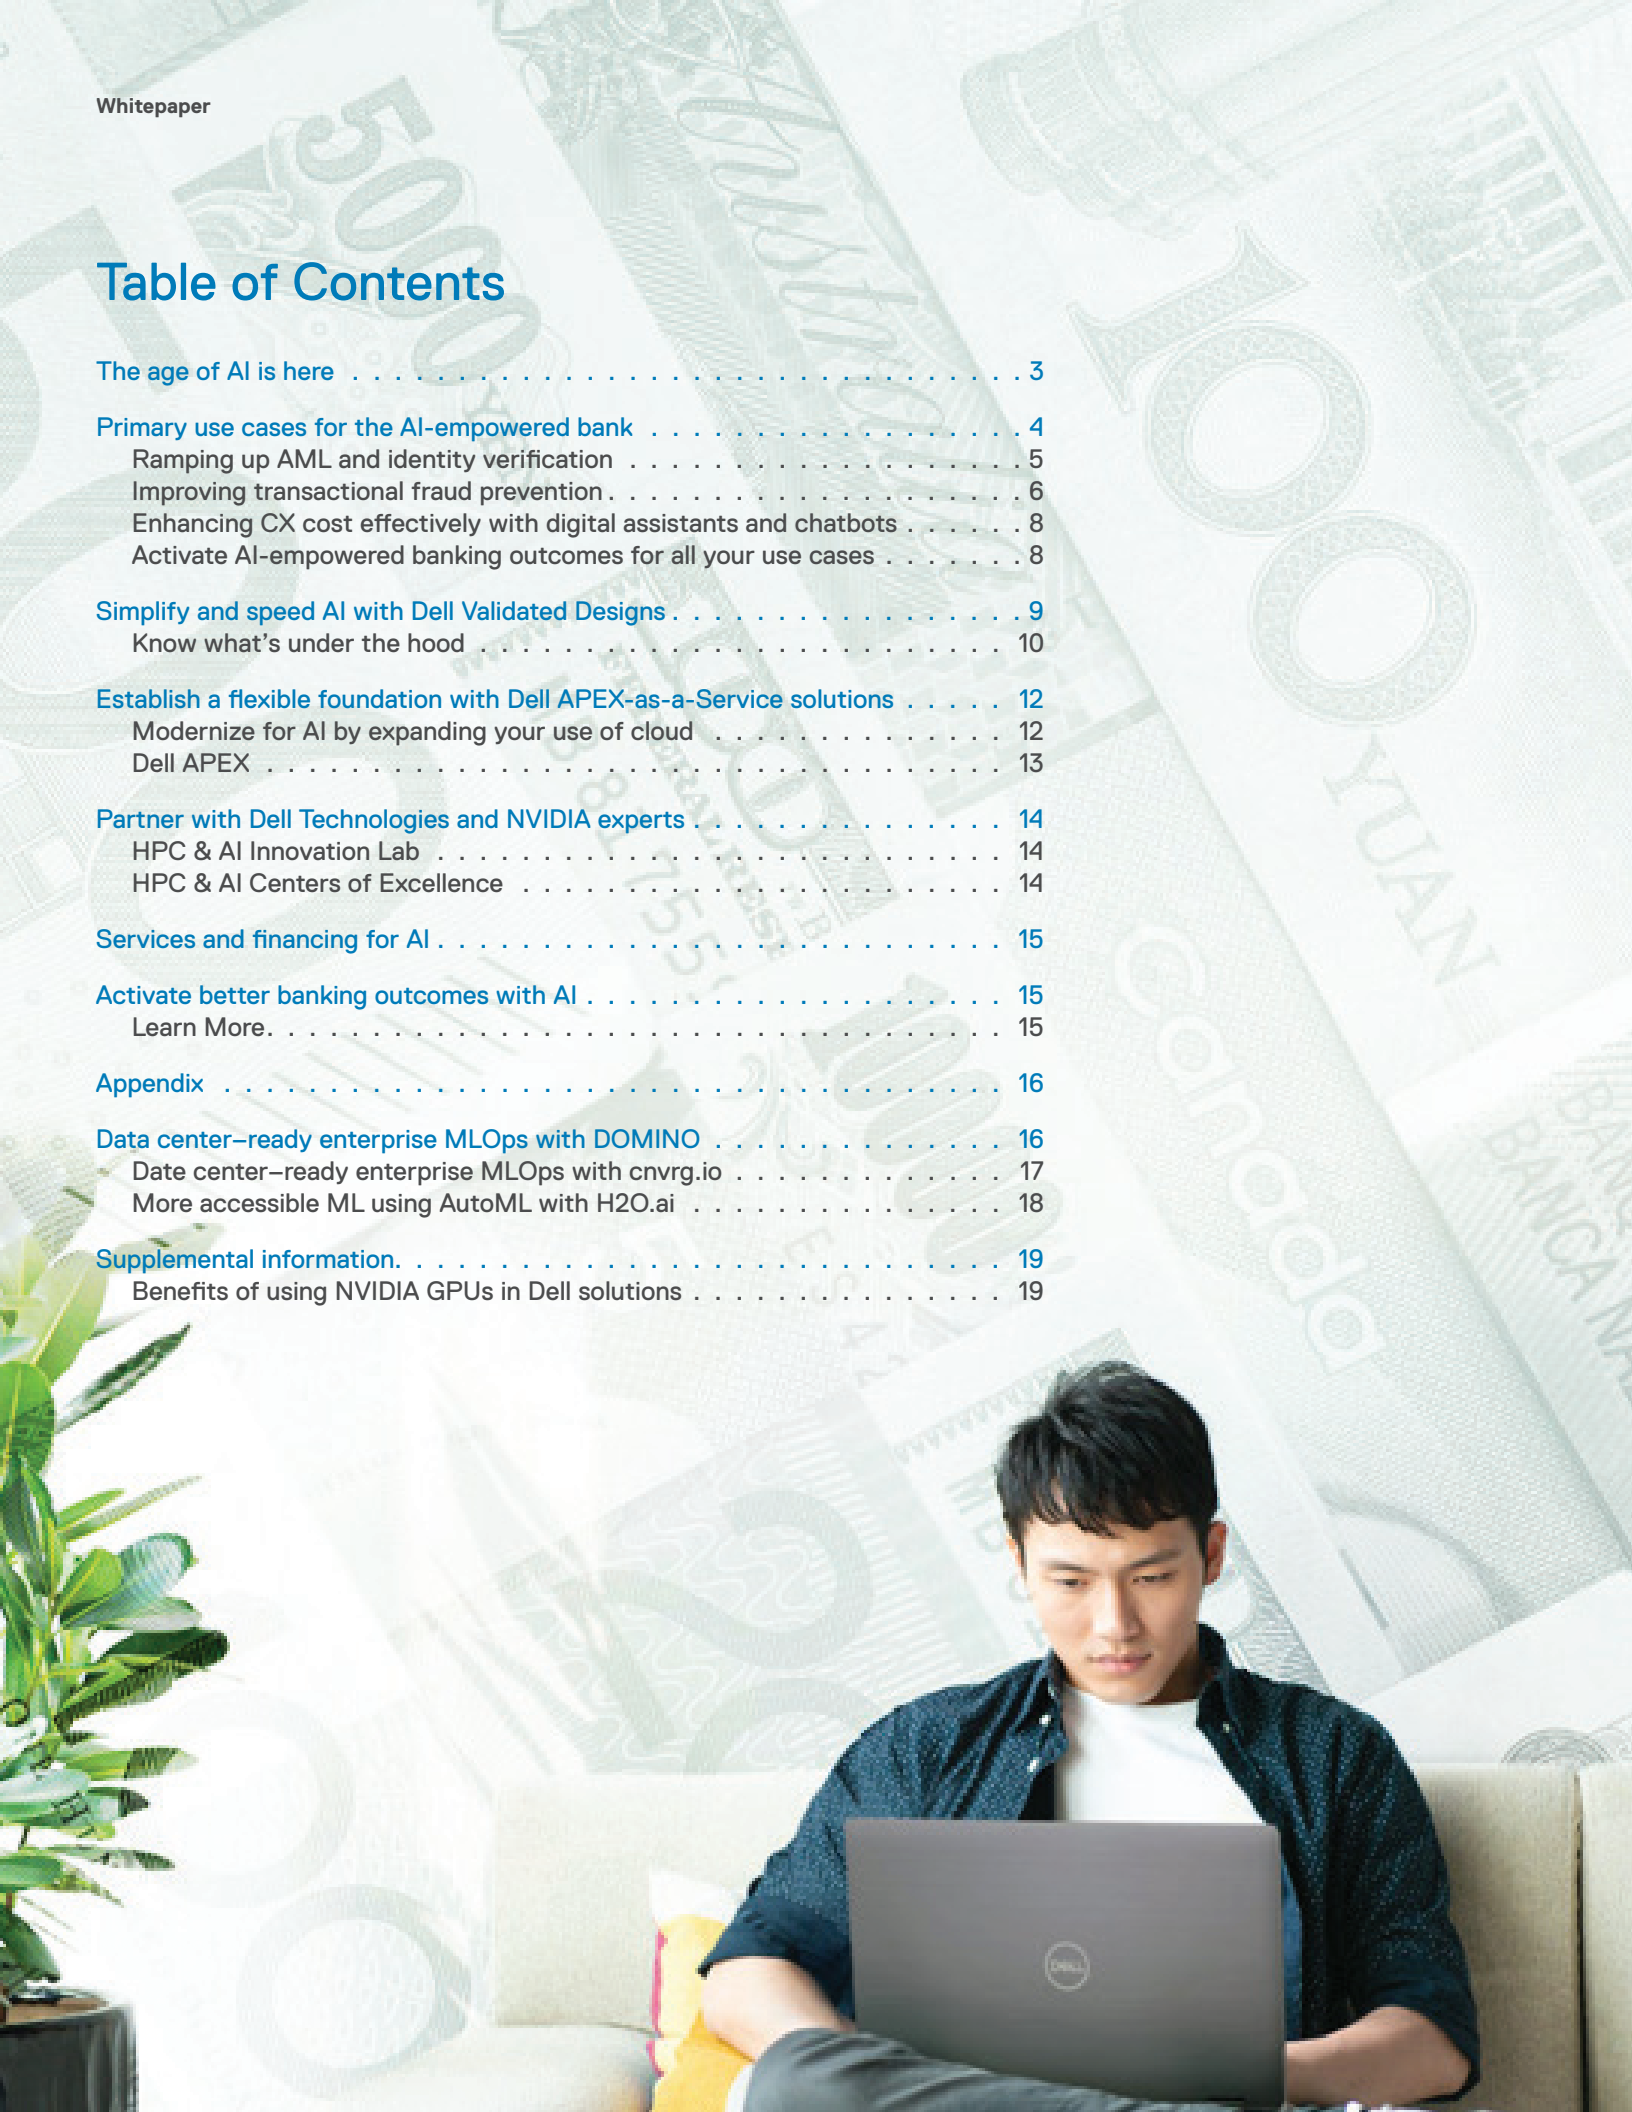 Whitepaper
Table of Contents
The age of AI is here . . . . . . . . . . . . . . . . . . . . . . . . . . . . . . . . 3
Primary use cases for the AI-empowered bank . . . . . . . . . . . . . . . . . . 4
Ramping up AML and identity verification . . . . . . . . . . . . . . . . . . . 5
Improving transactional fraud prevention . . . . . . . . . . . . . . . . . . . . 6
Enhancing CX cost effectively with digital assistants and chatbots . . . . . . 8
Activate AI-empowered banking outcomes for all your use cases . . . . . . . 8
Simplify and speed AI with Dell Validated Designs . . . . . . . . . . . . . . . . . 9
Know what's under the hood . . . . . . . . . . . . . . . . . . . . . . . . . 10
Establish a flexible foundation with Dell APEX-as-a-Service solutions . . . . . 12
Modernize for AI by expanding your use of cloud . . . . . . . . . . . . . . 12
Dell APEX . . . . . . . . . . . . . . . . . . . . . . . . . . . . . . . . . . . 13
Partner with Dell Technologies and NVIDIA experts . . . . . . . . . . . . . . . 14
HPC & AI Innovation Lab . . . . . . . . . . . . . . . . . . . . . . . . . . . 14
HPC & AI Centers of Excellence . . . . . . . . . . . . . . . . . . . . . . . 14
Services and financing for AI . . . . . . . . . . . . . . . . . . . . . . . . . . . 15
Activate better banking outcomes with AI . . . . . . . . . . . . . . . . . . . . 15
Learn More . . . . . . . . . . . . . . . . . . . . . . . . . . . . . . . . . . . 15
Appendix . . . . . . . . . . . . . . . . . . . . . . . . . . . . . . . . . . . . . 16
Data center–ready enterprise MLOps with DOMINO . . . . . . . . . . . . . . 16
Date center–ready enterprise MLOps with cnvrg.io . . . . . . . . . . . . . 17
More accessible ML using AutoML with H2O.ai . . . . . . . . . . . . . . . 18
Supplemental information . . . . . . . . . . . . . . . . . . . . . . . . . . . . . 19
Benefits of using NVIDIA GPUs in Dell solutions . . . . . . . . . . . . . . . 19
5000
100
YUAN
Canada
10000
DELL